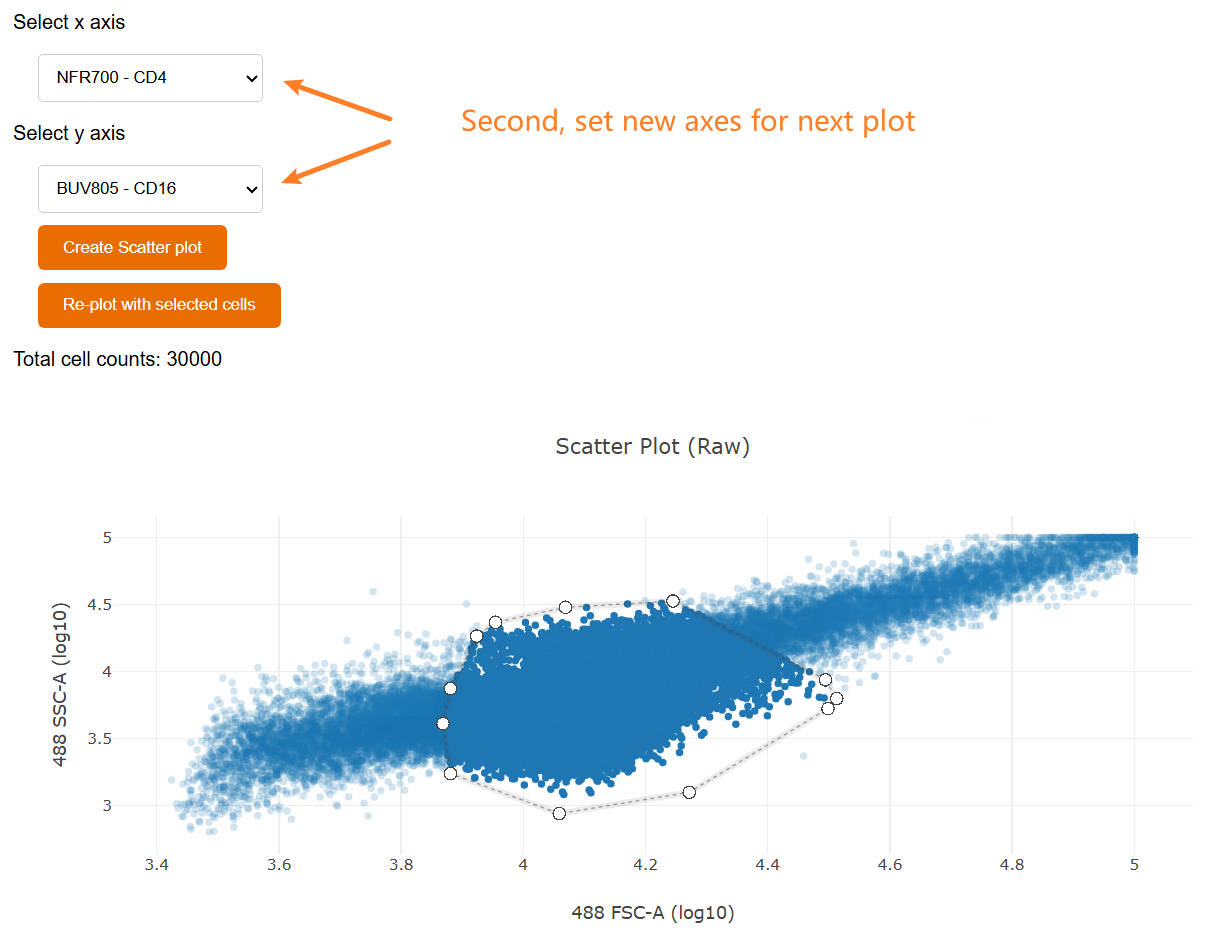 Select x axis
NFR700 - CD4
Second, set new axes for next plot
Select y axis
BUV805 - CD16
Create Scatter plot
Re-plot with selected cells
Total cell counts: 30000
Scatter Plot (Raw)
5
4.5
4
3.5
3
488 SSC-A (log10)
3.4 3.6 3.8 4 4.2 4.4 4.6 4.8 5
488 FSC-A (log10)